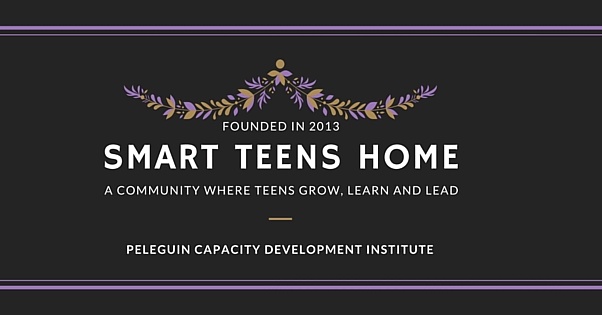 FOUNDED IN 2013
SMART TEENS HOME
A COMMUNITY WHERE TEENS GROW, LEARN AND LEAD
PELEGUIN CAPACITY DEVELOPMENT INSTITUTE